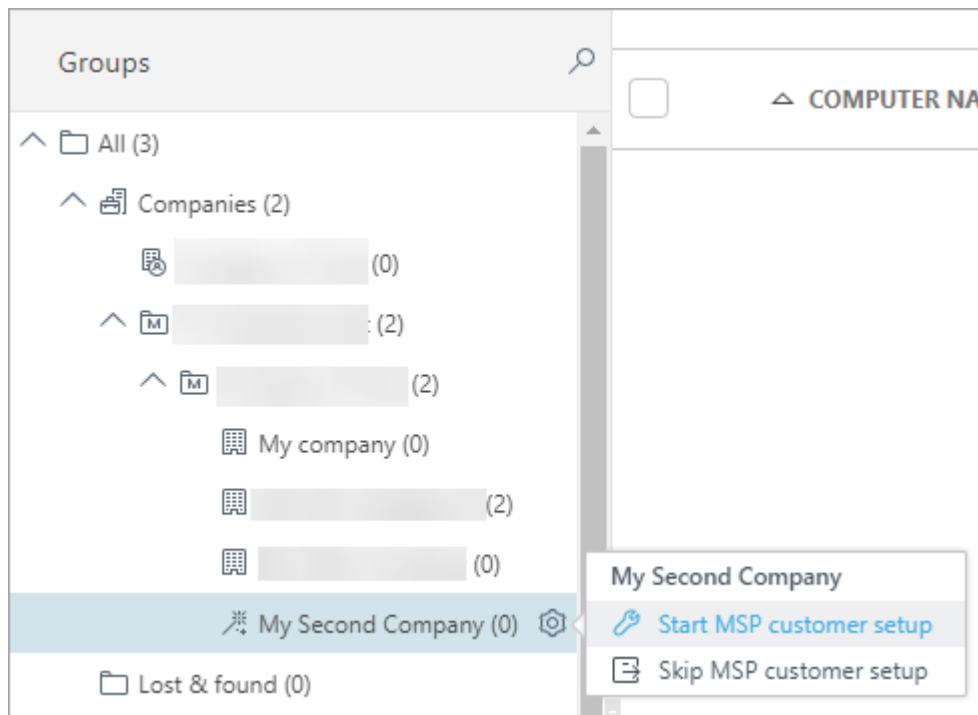 Groups
COMPUTER NA
All (3)
Companies (2)
(0)
(2)
(2)
My company (0)
(2)
(0)
My Second Company
My Second Company (0)
Start MSP customer setup
Skip MSP customer setup
Lost & found (0)